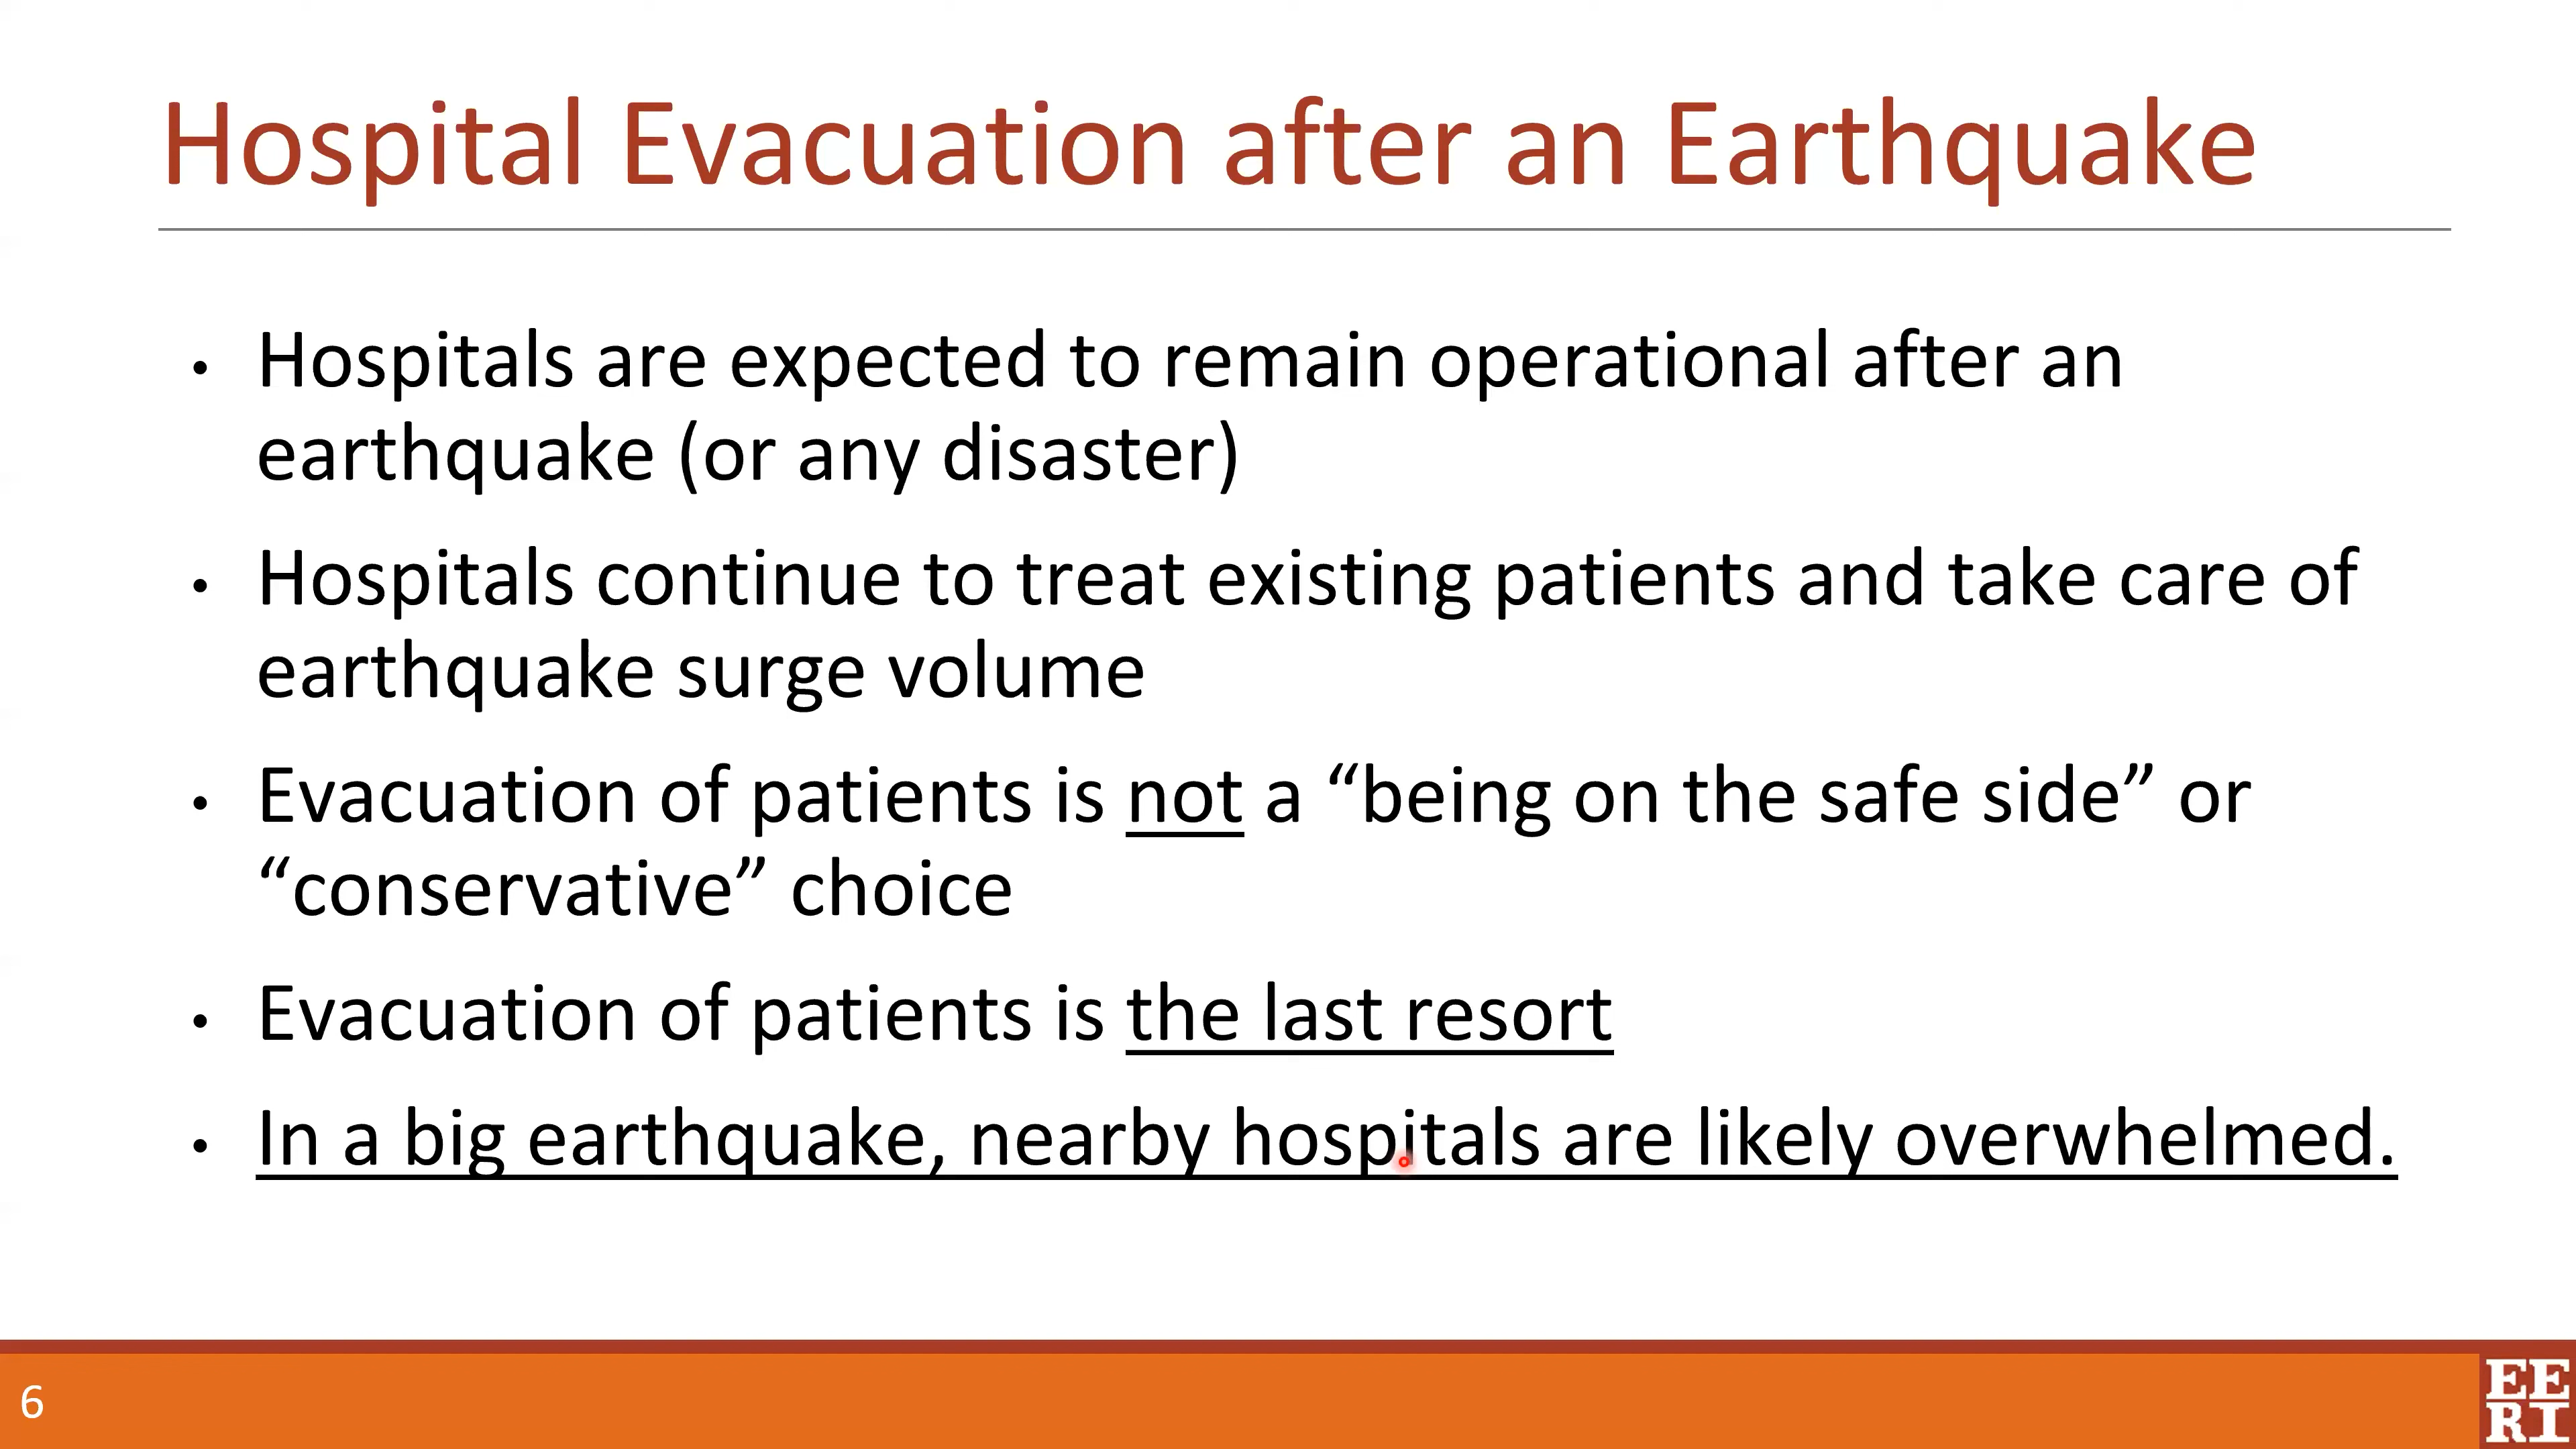 Hospital Evacuation after an Earthquake
• Hospitals are expected to remain operational after an
earthquake (or any disaster)
• Hospitals continue to treat existing patients and take care of
earthquake surge volume
• Evacuation of patients is not a “being on the safe side” or
“conservative” choice
• Evacuation of patients is the last resort
• In a big earthquake, nearby hospitals are likely overwhelmed.
6
EE
RI